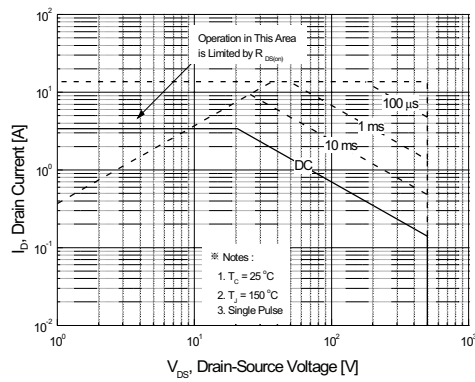 10²
Operation in This Area
is Limited by R DS(on)
10¹
100 µs
1 ms
10 ms
10⁰
DC
10⁻¹
※ Notes :
1. T_C = 25 °C
2. T_J = 150 °C
3. Single Pulse
10⁻²
10⁰
10¹
10²
10³
I_D, Drain Current [A]
V_DS, Drain-Source Voltage [V]